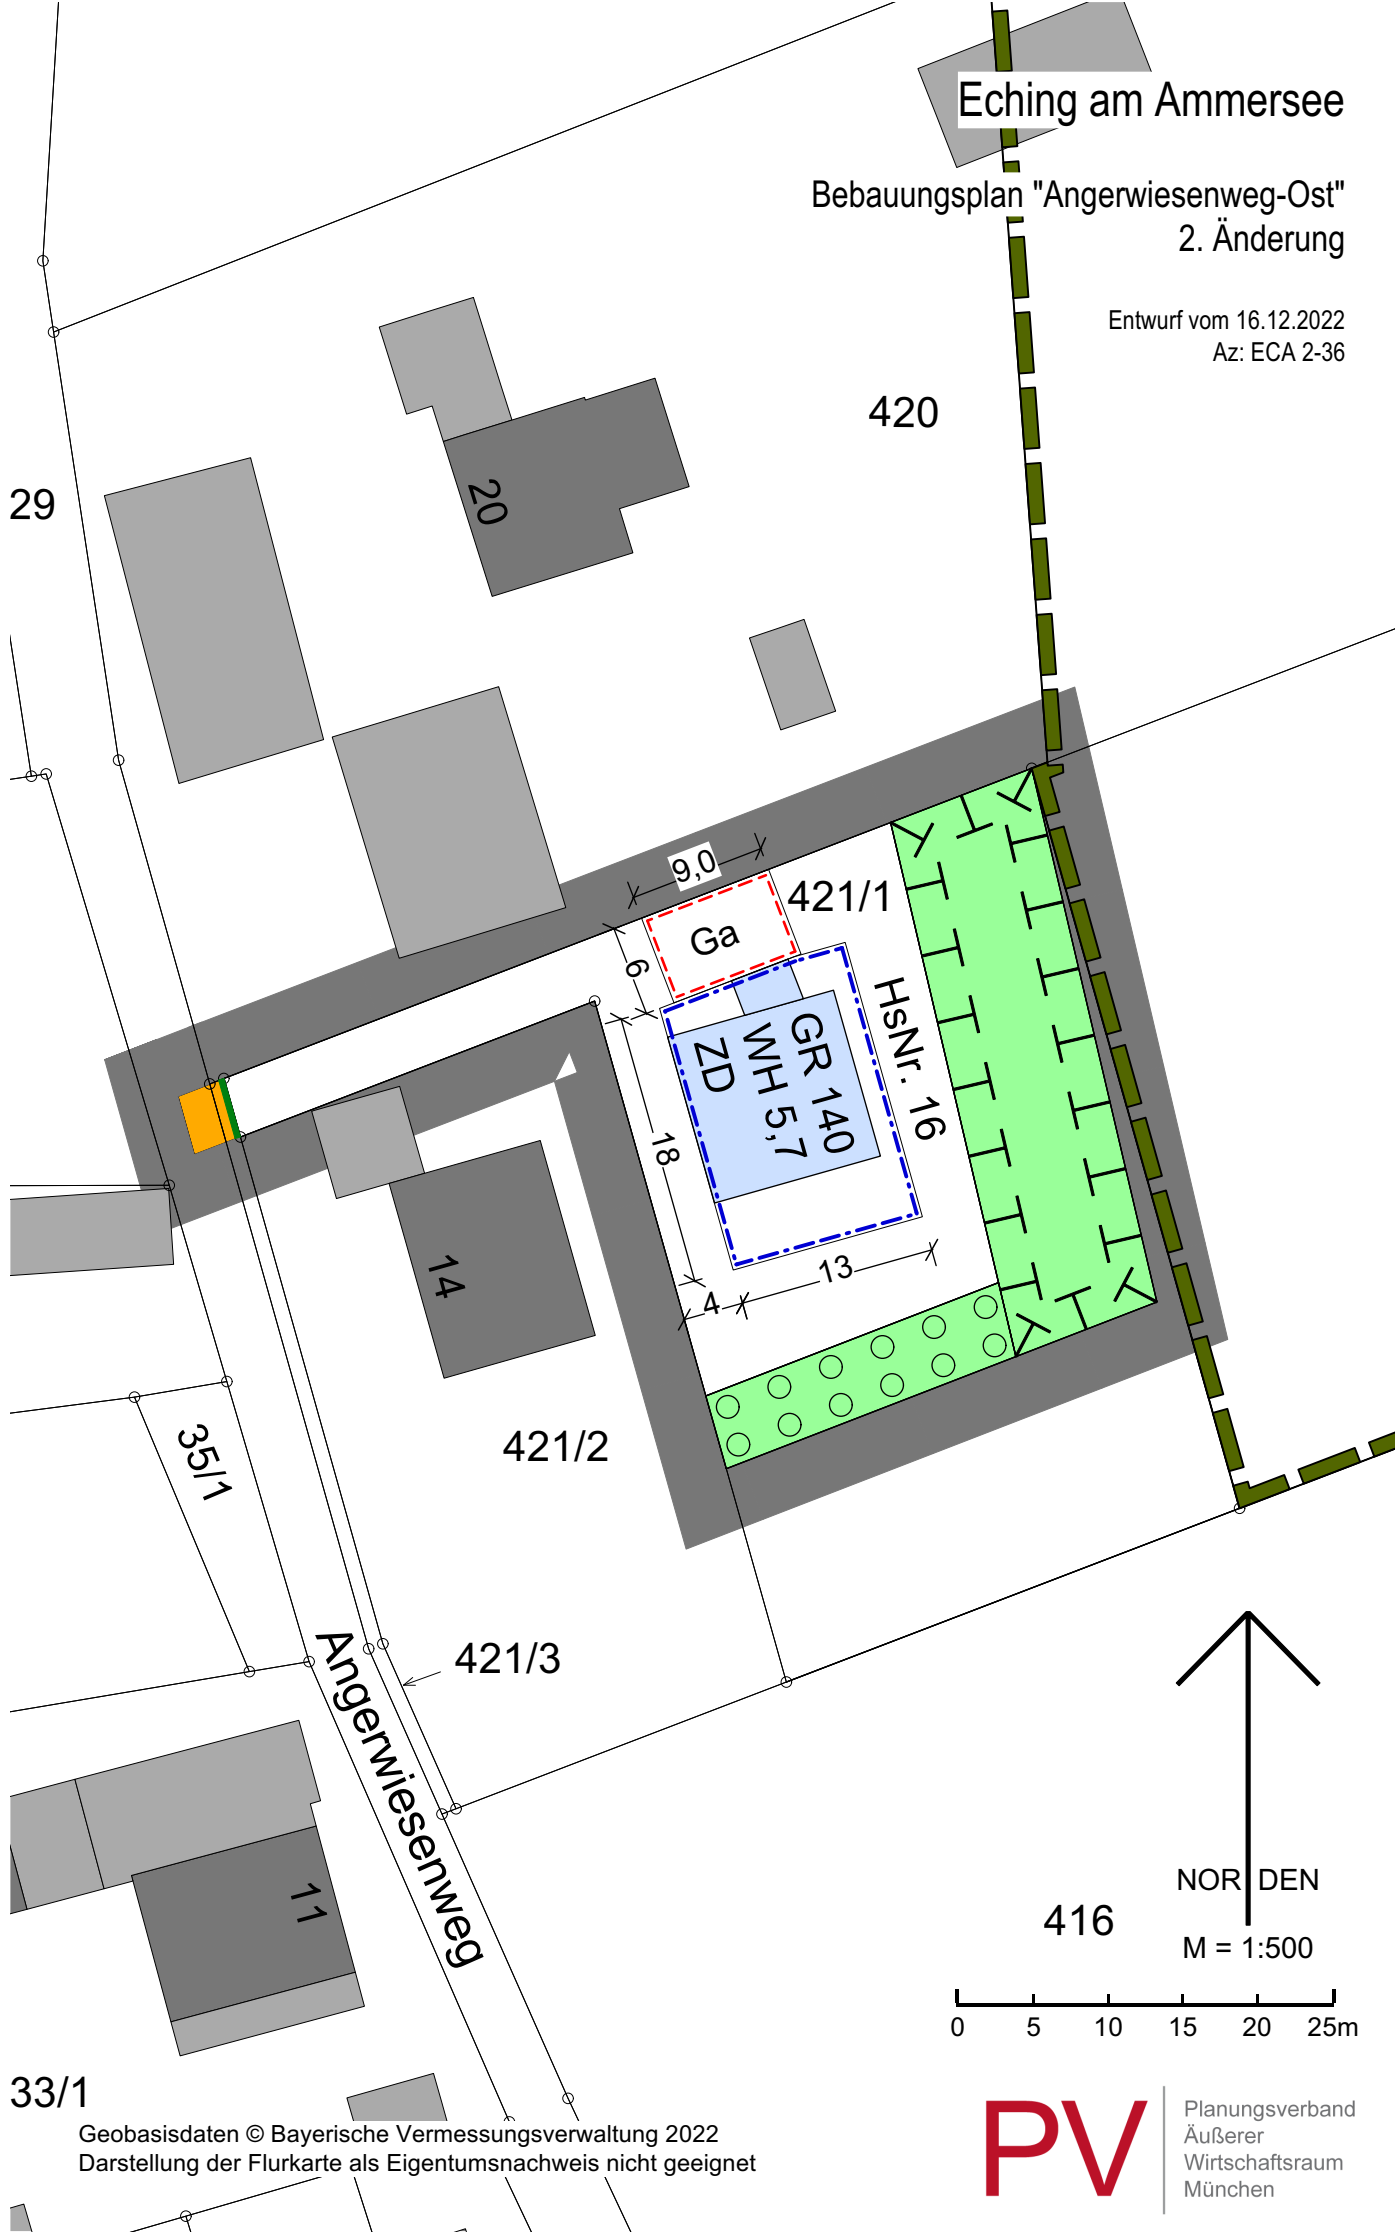 Eching am Ammersee
Bebauungsplan "Angerwiesenweg-Ost"
2. Änderung
Entwurf vom 16.12.2022
Az: ECA 2-36
420
29
20
9,0
421/1
Ga
6
HsNr. 16
GR 140
WH 5,7
ZD
18
13
4
14
421/2
35/1
421/3
Angerwiesenweg
11
416
NORDEN
M = 1:500
0 5 10 15 20 25m
33/1
Geobasisdaten © Bayerische Vermessungsverwaltung 2022
Darstellung der Flurkarte als Eigentumsnachweis nicht geeignet
PV
Planungsverband
Äußerer
Wirtschaftsraum
München